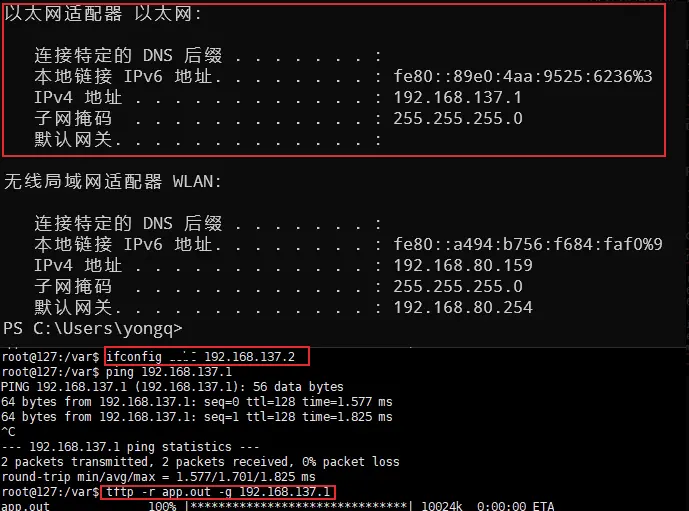 以太网适配器 以太网:
连接特定的 DNS 后缀 . . . . . . . :
本地链接 IPv6 地址. . . . . . . . : fe80::89e0:4aa:9525:6236%3
IPv4 地址 . . . . . . . . . . . . : 192.168.137.1
子网掩码 . . . . . . . . . . . . : 255.255.255.0
默认网关. . . . . . . . . . . . . :
无线局域网适配器 WLAN:
连接特定的 DNS 后缀 . . . . . . . :
本地链接 IPv6 地址. . . . . . . . : fe80::a494:b756:f684:faf0%9
IPv4 地址 . . . . . . . . . . . . : 192.168.80.159
子网掩码 . . . . . . . . . . . . : 255.255.255.0
默认网关. . . . . . . . . . . . . : 192.168.80.254
PS C:\Users\yongq>
root@127:/var$ ifconfig 192.168.137.2
root@127:/var$ ping 192.168.137.1
PING 192.168.137.1 (192.168.137.1): 56 data bytes
64 bytes from 192.168.137.1: seq=0 ttl=128 time=1.577 ms
64 bytes from 192.168.137.1: seq=1 ttl=128 time=1.825 ms
^C
--- 192.168.137.1 ping statistics ---
2 packets transmitted, 2 packets received, 0% packet loss
round-trip min/avg/max = 1.577/1.701/1.825 ms
root@127:/var$ tftp -r app.out -g 192.168.137.1
app.out 100% |*******************************| 10024k 0:00:00 ETA